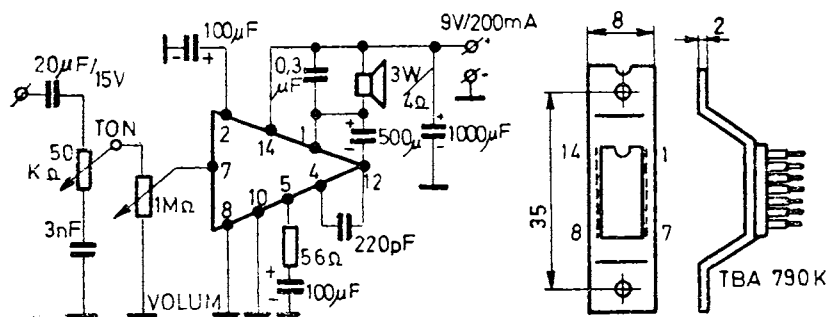 100μF
9V/200mA
20μF/15V
0,3 μF
3W
4Ω
50 KΩ
TON
500μ
1000μF
2
14
1
7
12
4
5
10
8
1MΩ
3nF
220pF
56Ω
100μF
VOLUM
8
2
35
14
1
8
7
TBA 790K